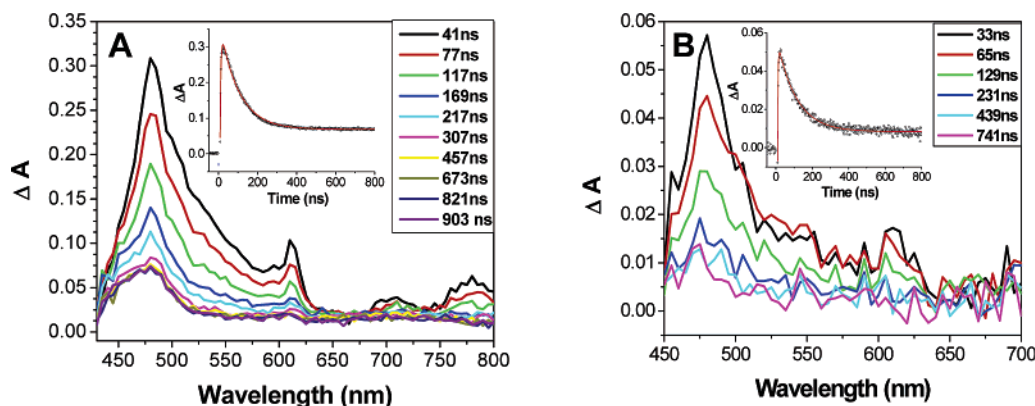 A
41ns
77ns
117ns
169ns
217ns
307ns
457ns
673ns
821ns
903 ns
0.35
0.30
0.25
0.20
0.15
0.10
0.05
0.00
Δ A
450 500 550 600 650 700 750 800
Wavelength (nm)
0.3
0.2
0.1
0.0
ΔA
0 200 400 600 800
Time (ns)
B
33ns
65ns
129ns
231ns
439ns
741ns
0.06
0.05
0.04
0.03
0.02
0.01
0.00
Δ A
450 500 550 600 650 700
Wavelength (nm)
0.06
0.04
0.02
0.00
ΔA
0 200 400 600 800
Time (ns)